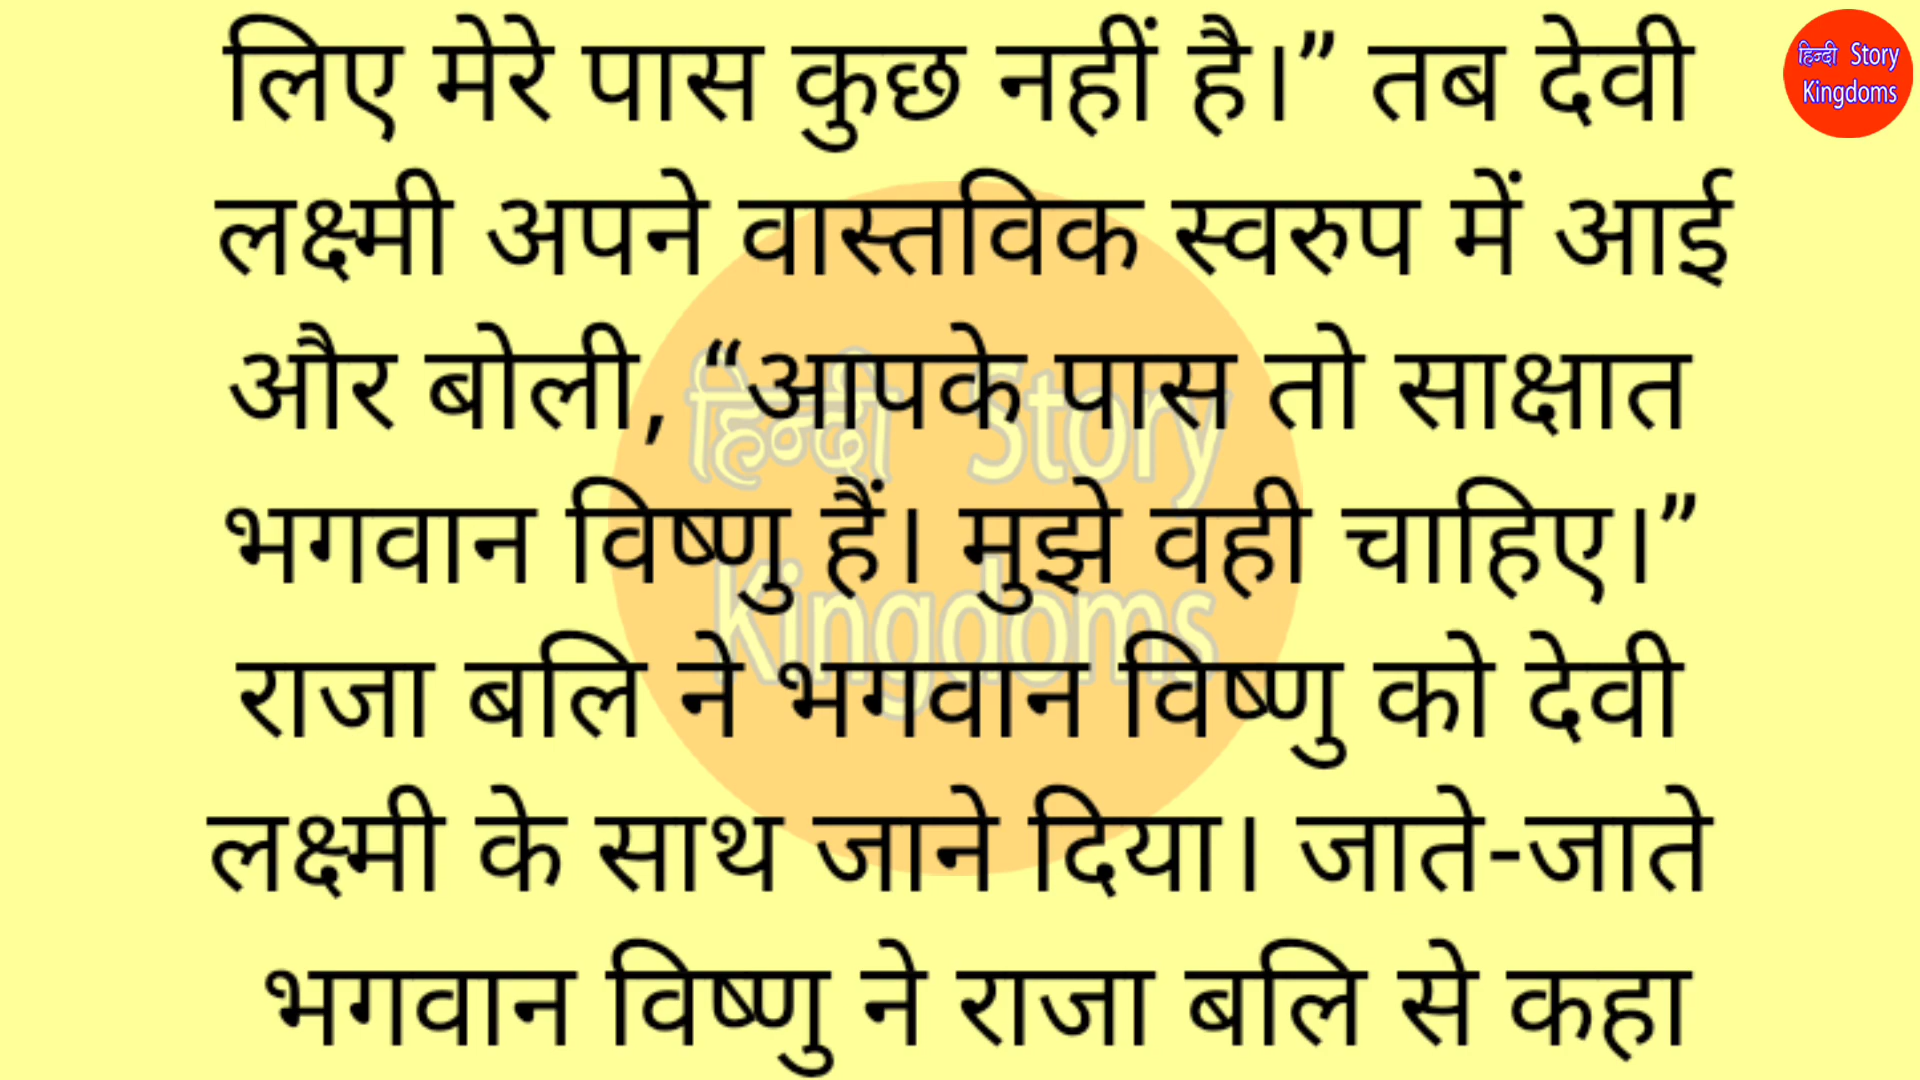 लिए मेरे पास कुछ नहीं है।” तब देवी
लक्ष्मी अपने वास्तविक स्वरुप में आई
और बोली, “आपके पास तो साक्षात
भगवान विष्णु हैं। मुझे वही चाहिए।”
राजा बलि ने भगवान विष्णु को देवी
लक्ष्मी के साथ जाने दिया। जाते-जाते
भगवान विष्णु ने राजा बलि से कहा
हिन्दी Story
Kingdoms
हिन्दी Story
Kingdoms